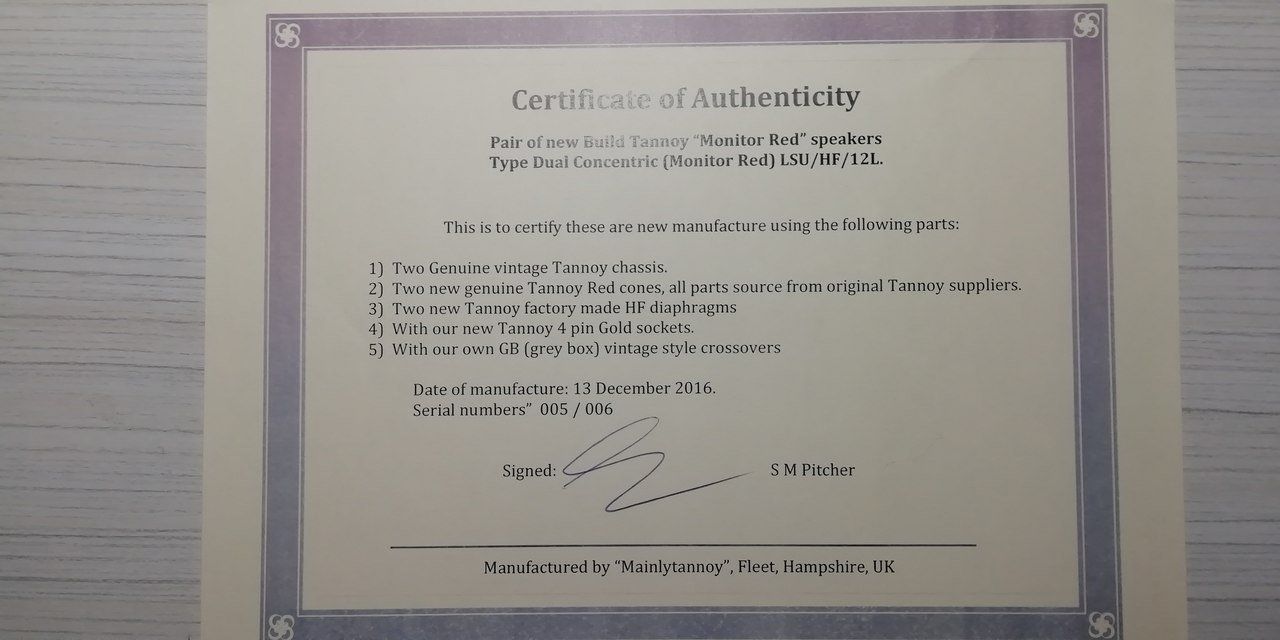 Certificate of Authenticity
Pair of new Build Tannoy “Monitor Red” speakers
Type Dual Concentric (Monitor Red) LSU/HF/12L.
This is to certify these are new manufacture using the following parts:
1) Two Genuine vintage Tannoy chassis.
2) Two new genuine Tannoy Red cones, all parts source from original Tannoy suppliers.
3) Two new Tannoy factory made HF diaphragms
4) With our new Tannoy 4 pin Gold sockets.
5) With our own GB (grey box) vintage style crossovers
Date of manufacture: 13 December 2016.
Serial numbers” 005 / 006
Signed: S M Pitcher
Manufactured by “Mainlytannoy”, Fleet, Hampshire, UK